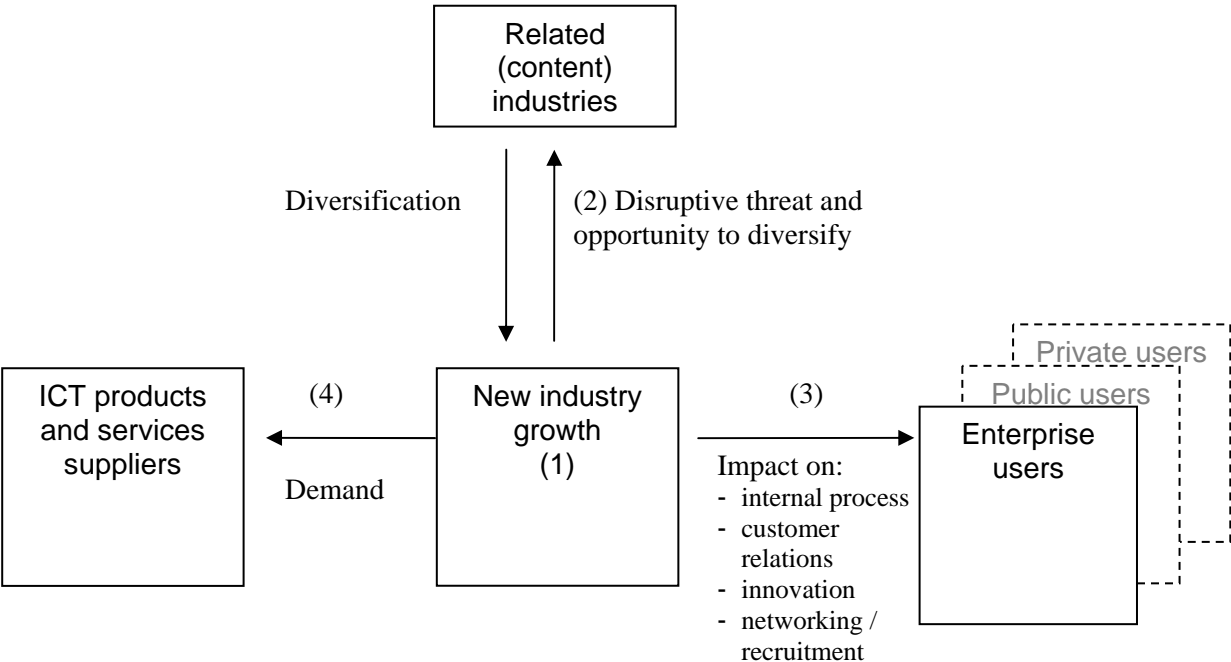 Related
(content)
industries
Diversification
(2) Disruptive threat and
opportunity to diversify
Private users
Public users
ICT products
and services
suppliers
(4)
Demand
New industry
growth
(1)
(3)
Impact on:
- internal process
- customer
relations
- innovation
- networking /
recruitment
Enterprise
users